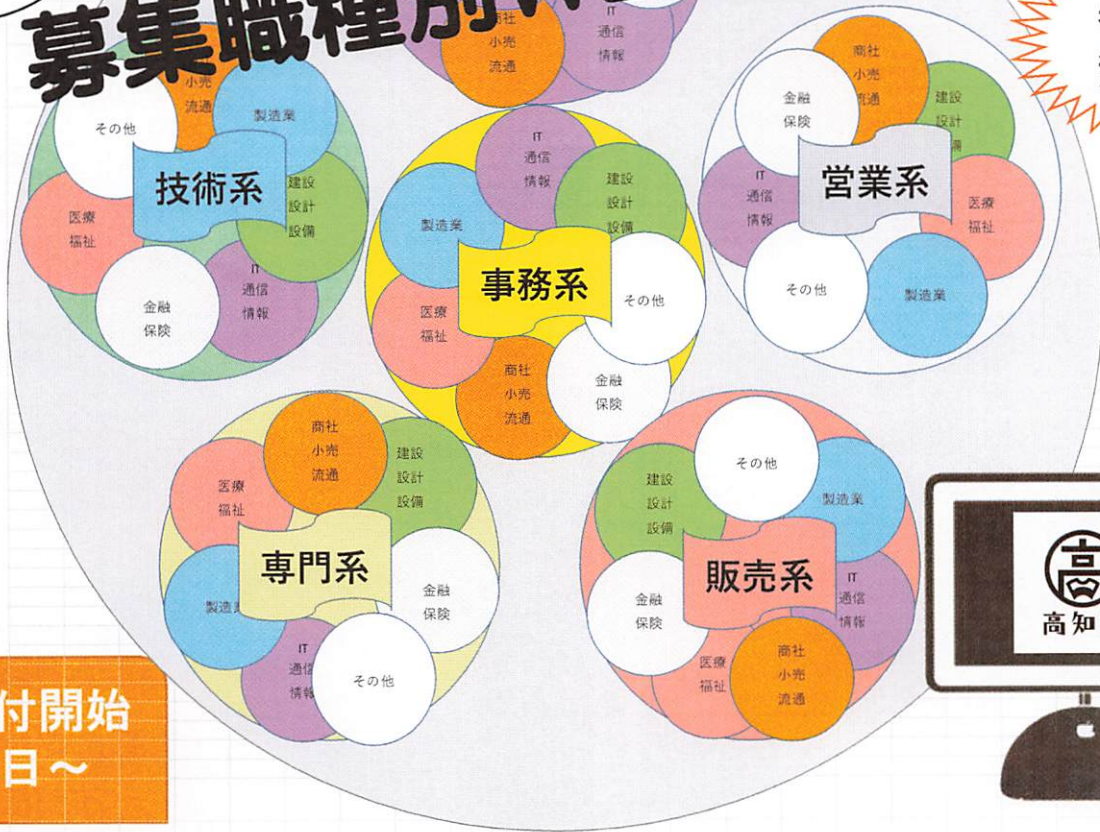 募集職種別
商社
小売
流通
IT
通信
情報
技術系
その他
小売
流通
製造業
建設
設計
設備
IT
通信
情報
金融
保険
医療
福祉
事務系
IT
通信
情報
建設
設計
設備
その他
金融
保険
商社
小売
流通
医療
福祉
製造業
営業系
商社
小売
流通
建設
設計
備
医療
福祉
製造業
その他
IT
通信
情報
金融
保険
専門系
商社
小売
流通
建設
設計
設備
金融
保険
その他
IT
通信
情報
製造
医療
福祉
販売系
その他
製造業
IT
通信
情報
商社
小売
流通
医療
福祉
金融
保険
建設
設計
設備
高知
付開始
日～